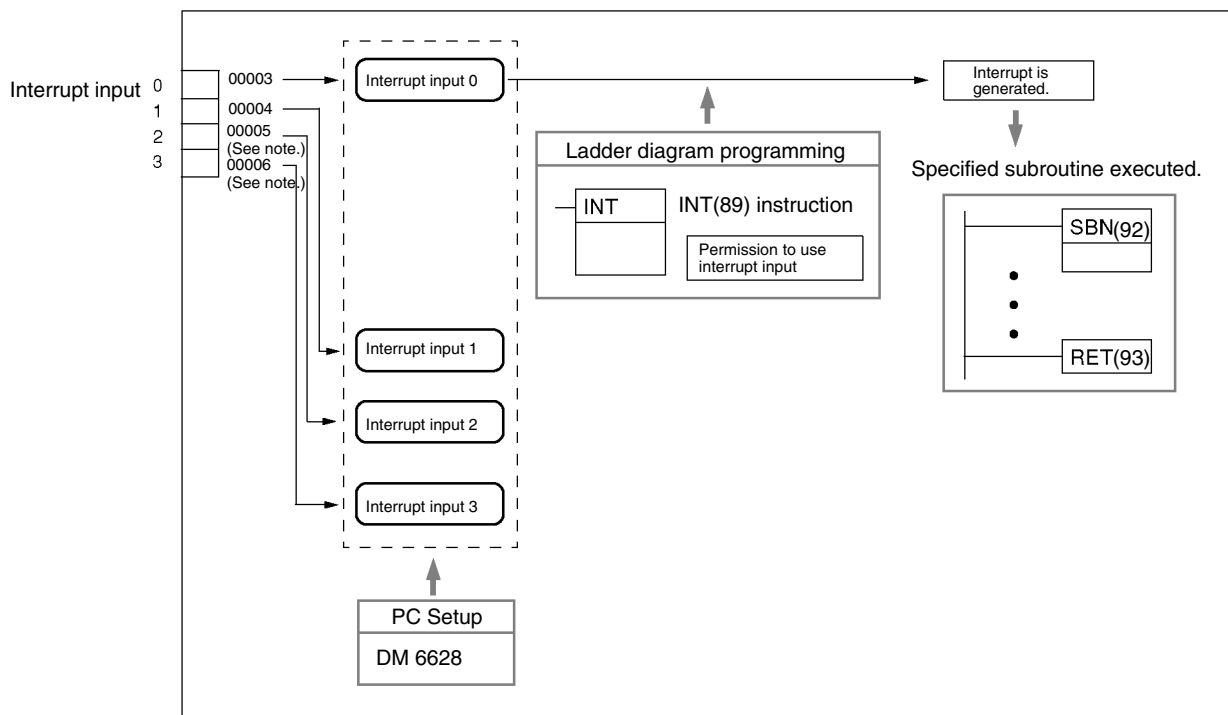 Interrupt input
0
00003
1
00004
2
00005
(See note.)
3
00006
(See note.)
Interrupt input 0
Interrupt input 1
Interrupt input 2
Interrupt input 3
PC Setup
DM 6628
Ladder diagram programming
INT
INT(89) instruction
Permission to use
interrupt input
Interrupt is
generated.
Specified subroutine executed.
SBN(92)
RET(93)